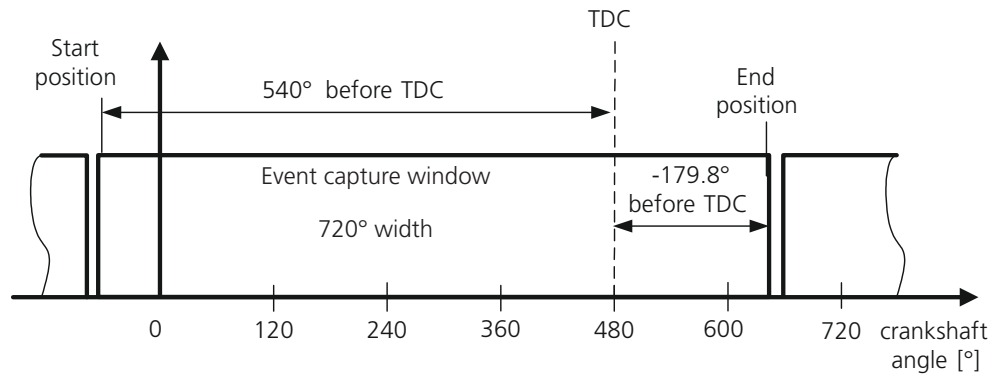 TDC
Start
position
540° before TDC
End
position
Event capture window
720° width
-179.8°
before TDC
0
120
240
360
480
600
720
crankshaft
angle [°]